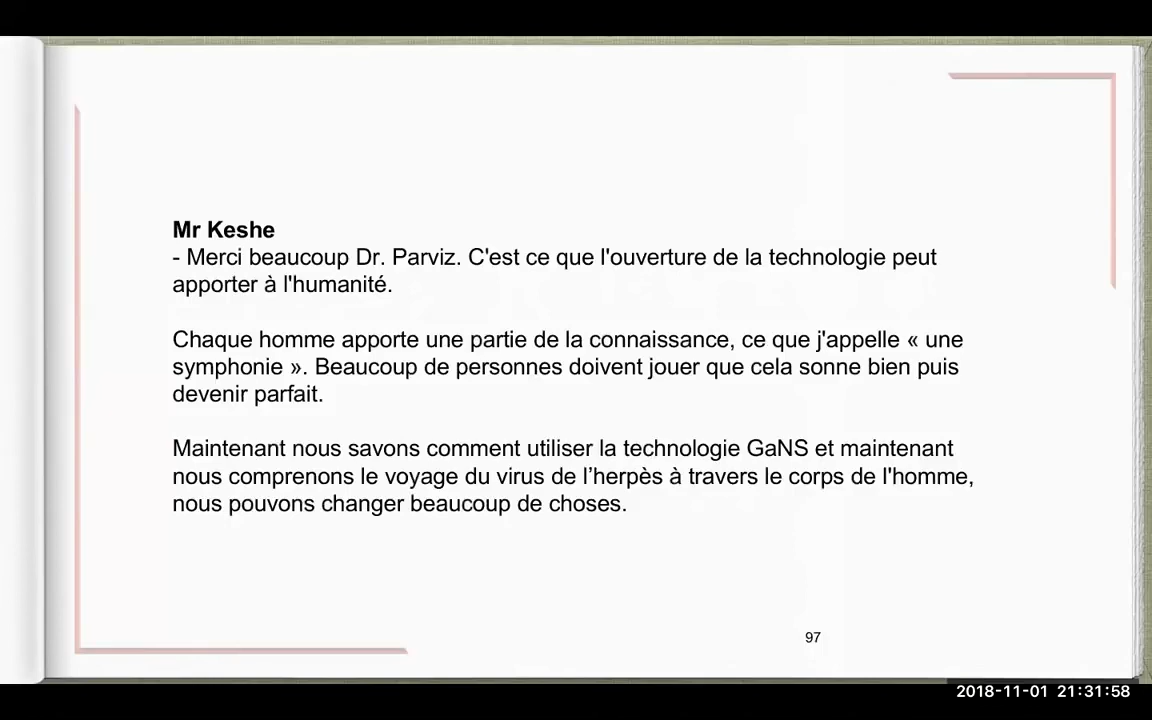 Mr Keshe
- Merci beaucoup Dr. Parviz. C'est ce que l'ouverture de la technologie peut
apporter à l'humanité.
Chaque homme apporte une partie de la connaissance, ce que j'appelle « une
symphonie ». Beaucoup de personnes doivent jouer que cela sonne bien puis
devenir parfait.
Maintenant nous savons comment utiliser la technologie GaNS et maintenant
nous comprenons le voyage du virus de l’herpès à travers le corps de l'homme,
nous pouvons changer beaucoup de choses.
97
2018-11-01 21:31:58